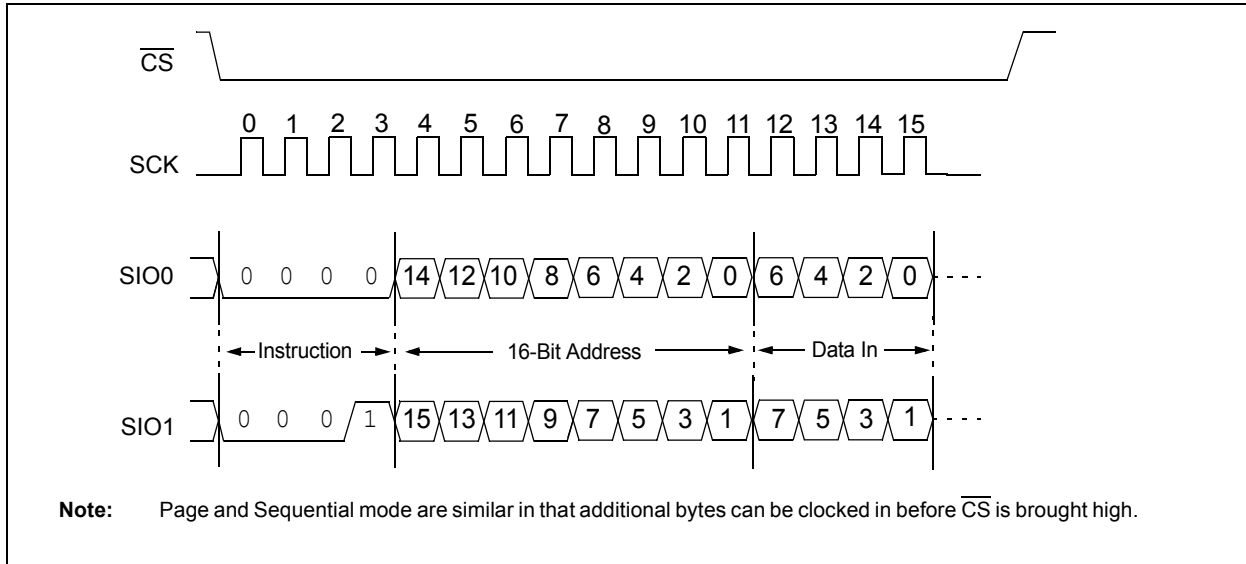 CS
0 1 2 3 4 5 6 7 8 9 10 11 12 13 14 15
SCK
SIO0 0 0 0 0 14 12 10 8 6 4 2 0 6 4 2 0
Instruction 16-Bit Address Data In
SIO1 0 0 0 1 15 13 11 9 7 5 3 1 7 5 3 1
Note: Page and Sequential mode are similar in that additional bytes can be clocked in before CS is brought high.